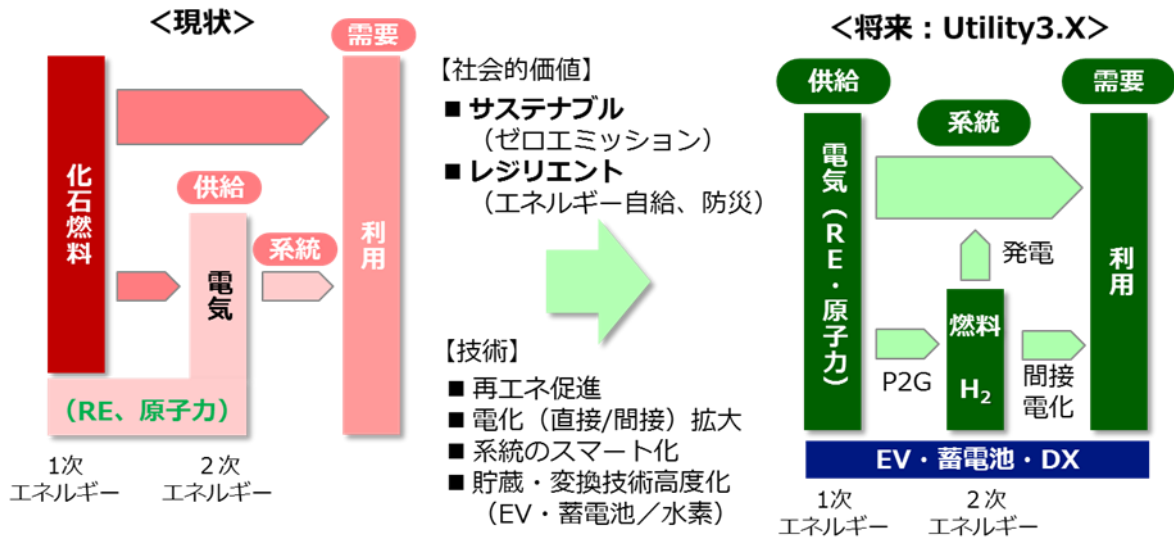 ＜現状＞
需要
化石燃料
供給
系統
電気
利用
（RE、原子力）
1次
エネルギー
２次
エネルギー
【社会的価値】
■ サステナブル
（ゼロエミッション）
■ レジリエント
（エネルギー自給、防災）
【技術】
■ 再エネ促進
■ 電化（直接/間接）拡大
■ 系統のスマート化
■ 貯蔵・変換技術高度化
（EV・蓄電池／水素）
＜将来：Utility3.X＞
供給
需要
系統
電気（RE・原子力）
発電
利用
燃料
H₂
P2G
間接
電化
EV・蓄電池・DX
1次
エネルギー
２次
エネルギー